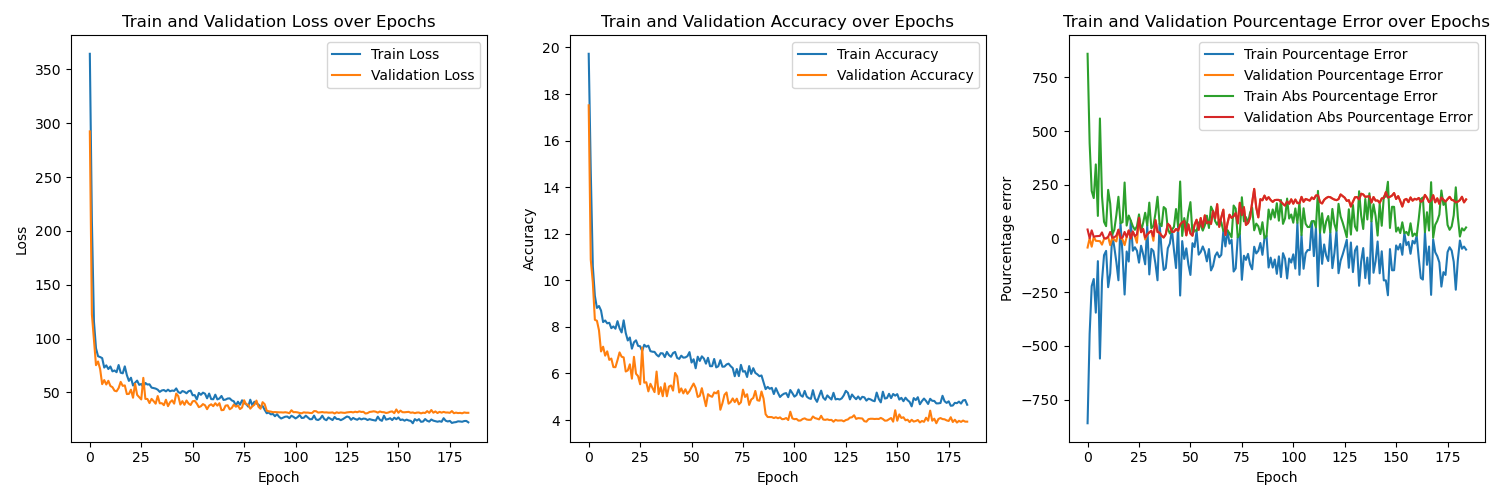 Train and Validation Loss over Epochs
Train Loss
Validation Loss
350
300
250
200
150
100
50
Loss
0 25 50 75 100 125 150 175
Epoch
Train and Validation Accuracy over Epochs
Train Accuracy
Validation Accuracy
20
18
16
14
12
10
8
6
4
Accuracy
0 25 50 75 100 125 150 175
Epoch
Train and Validation Pourcentage Error over Epochs
Train Pourcentage Error
Validation Pourcentage Error
Train Abs Pourcentage Error
Validation Abs Pourcentage Error
750
500
250
0
−250
−500
−750
Pourcentage error
0 25 50 75 100 125 150 175
Epoch